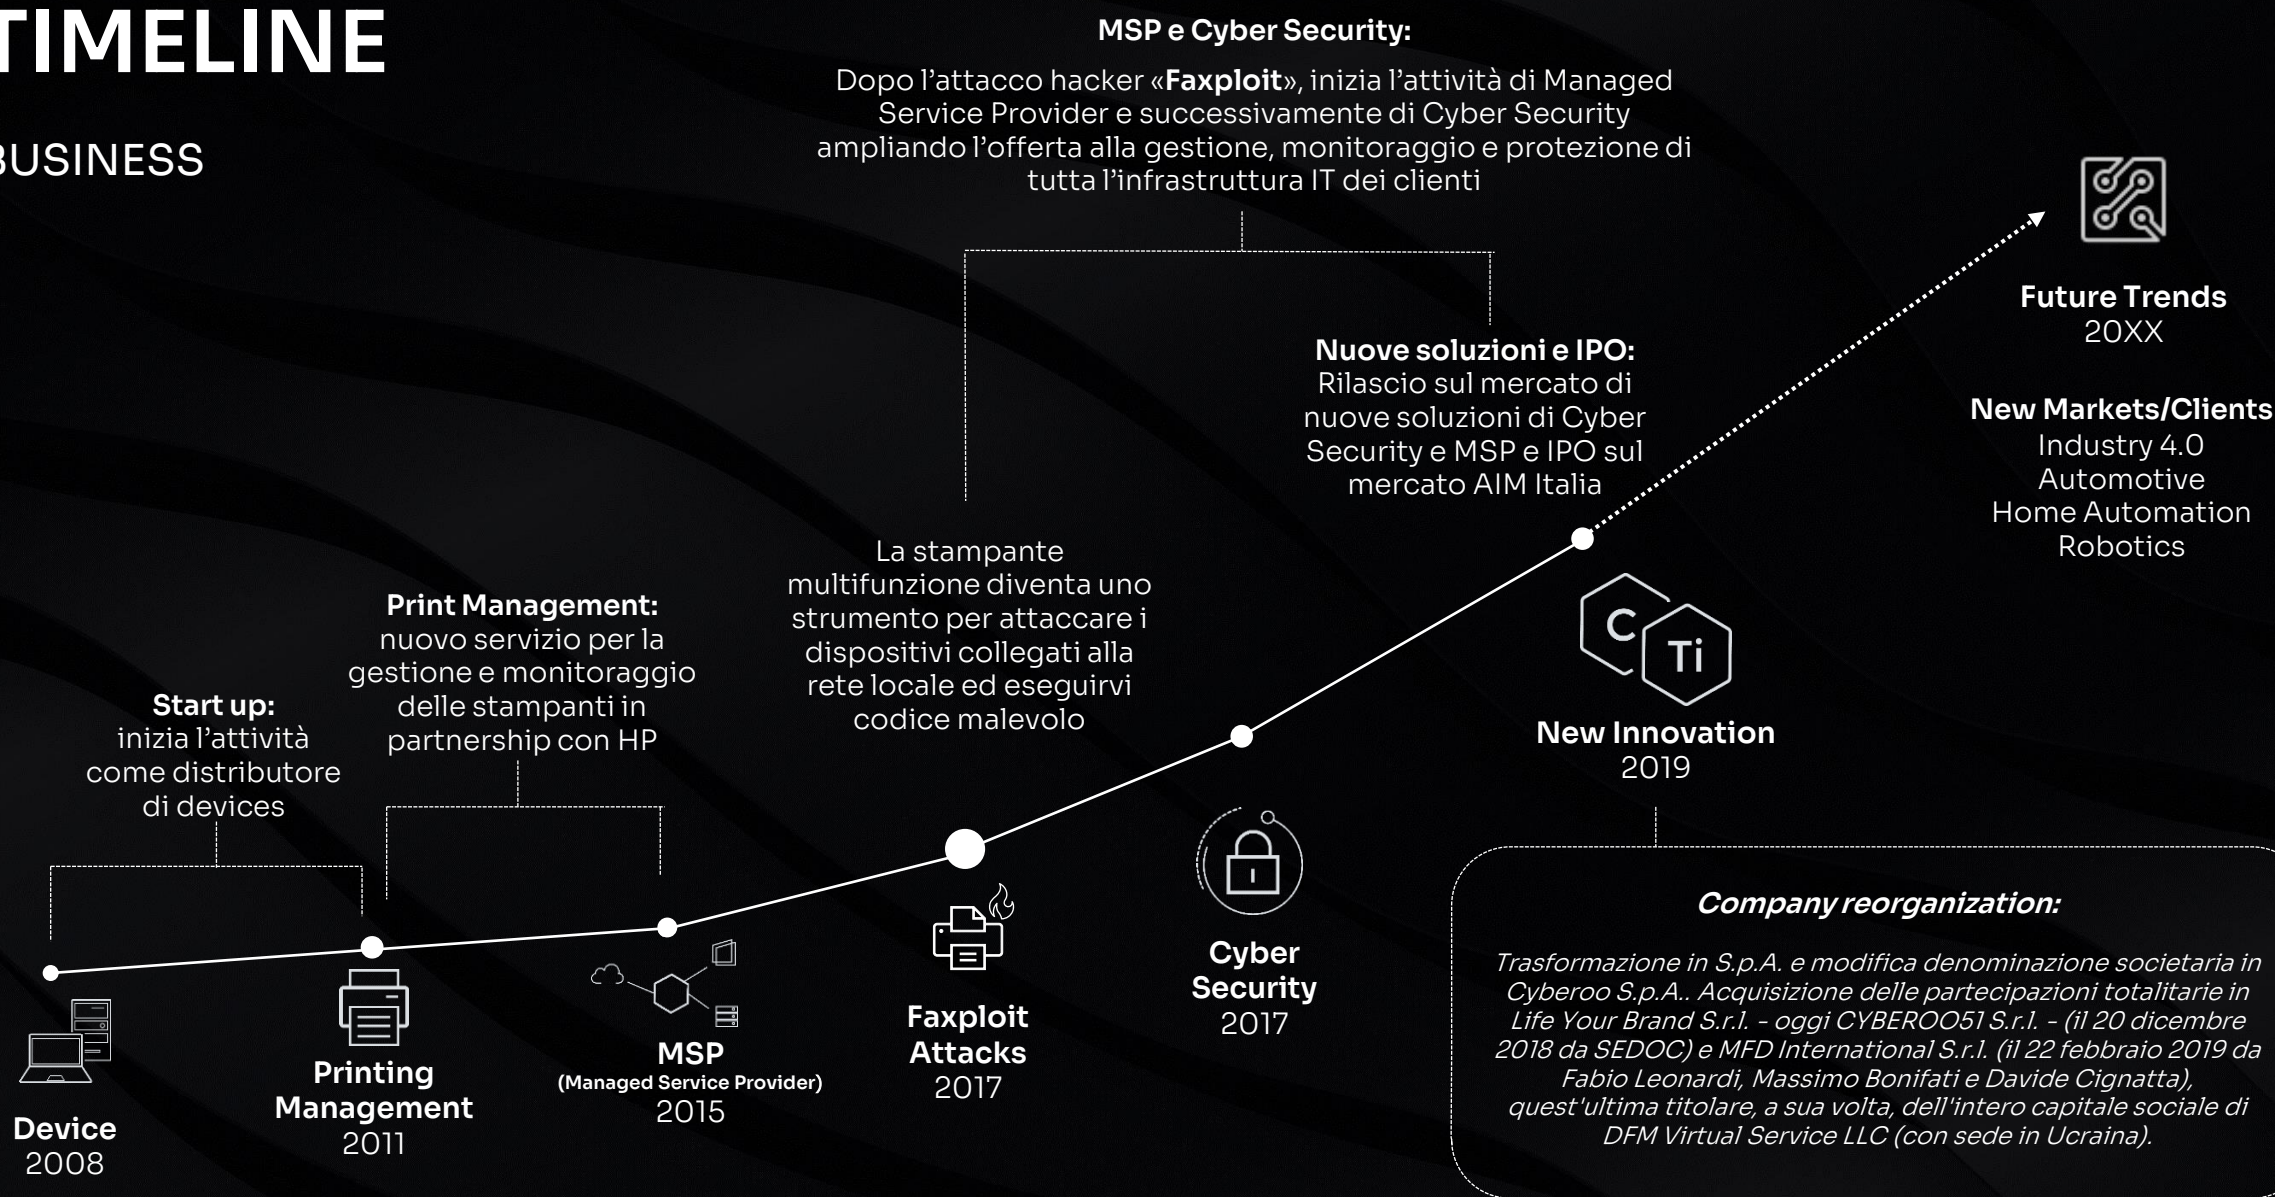 TIMELINE
BUSINESS
MSP e Cyber Security:
Dopo l’attacco hacker «Faxploit», inizia l’attività di Managed
Service Provider e successivamente di Cyber Security
ampliando l’offerta alla gestione, monitoraggio e protezione di
tutta l’infrastruttura IT dei clienti
Start up:
inizia l’attività
come distributore
di devices
Print Management:
nuovo servizio per la
gestione e monitoraggio
delle stampanti in
partnership con HP
La stampante
multifunzione diventa uno
strumento per attaccare i
dispositivi collegati alla
rete locale ed eseguirvi
codice malevolo
Nuove soluzioni e IPO:
Rilascio sul mercato di
nuove soluzioni di Cyber
Security e MSP e IPO sul
mercato AIM Italia
Future Trends
20XX
New Markets/Clients
Industry 4.0
Automotive
Home Automation
Robotics
Device
2008
Printing
Management
2011
MSP
(Managed Service Provider)
2015
Faxploit
Attacks
2017
Cyber
Security
2017
C
Ti
New Innovation
2019
Company reorganization:
Trasformazione in S.p.A. e modifica denominazione societaria in
Cyberoo S.p.A.. Acquisizione delle partecipazioni totalitarie in
Life Your Brand S.r.l. - oggi CYBEROO51 S.r.l. - (il 20 dicembre
2018 da SEDOC) e MFD International S.r.l. (il 22 febbraio 2019 da
Fabio Leonardi, Massimo Bonifati e Davide Cignatta),
quest'ultima titolare, a sua volta, dell'intero capitale sociale di
DFM Virtual Service LLC (con sede in Ucraina).